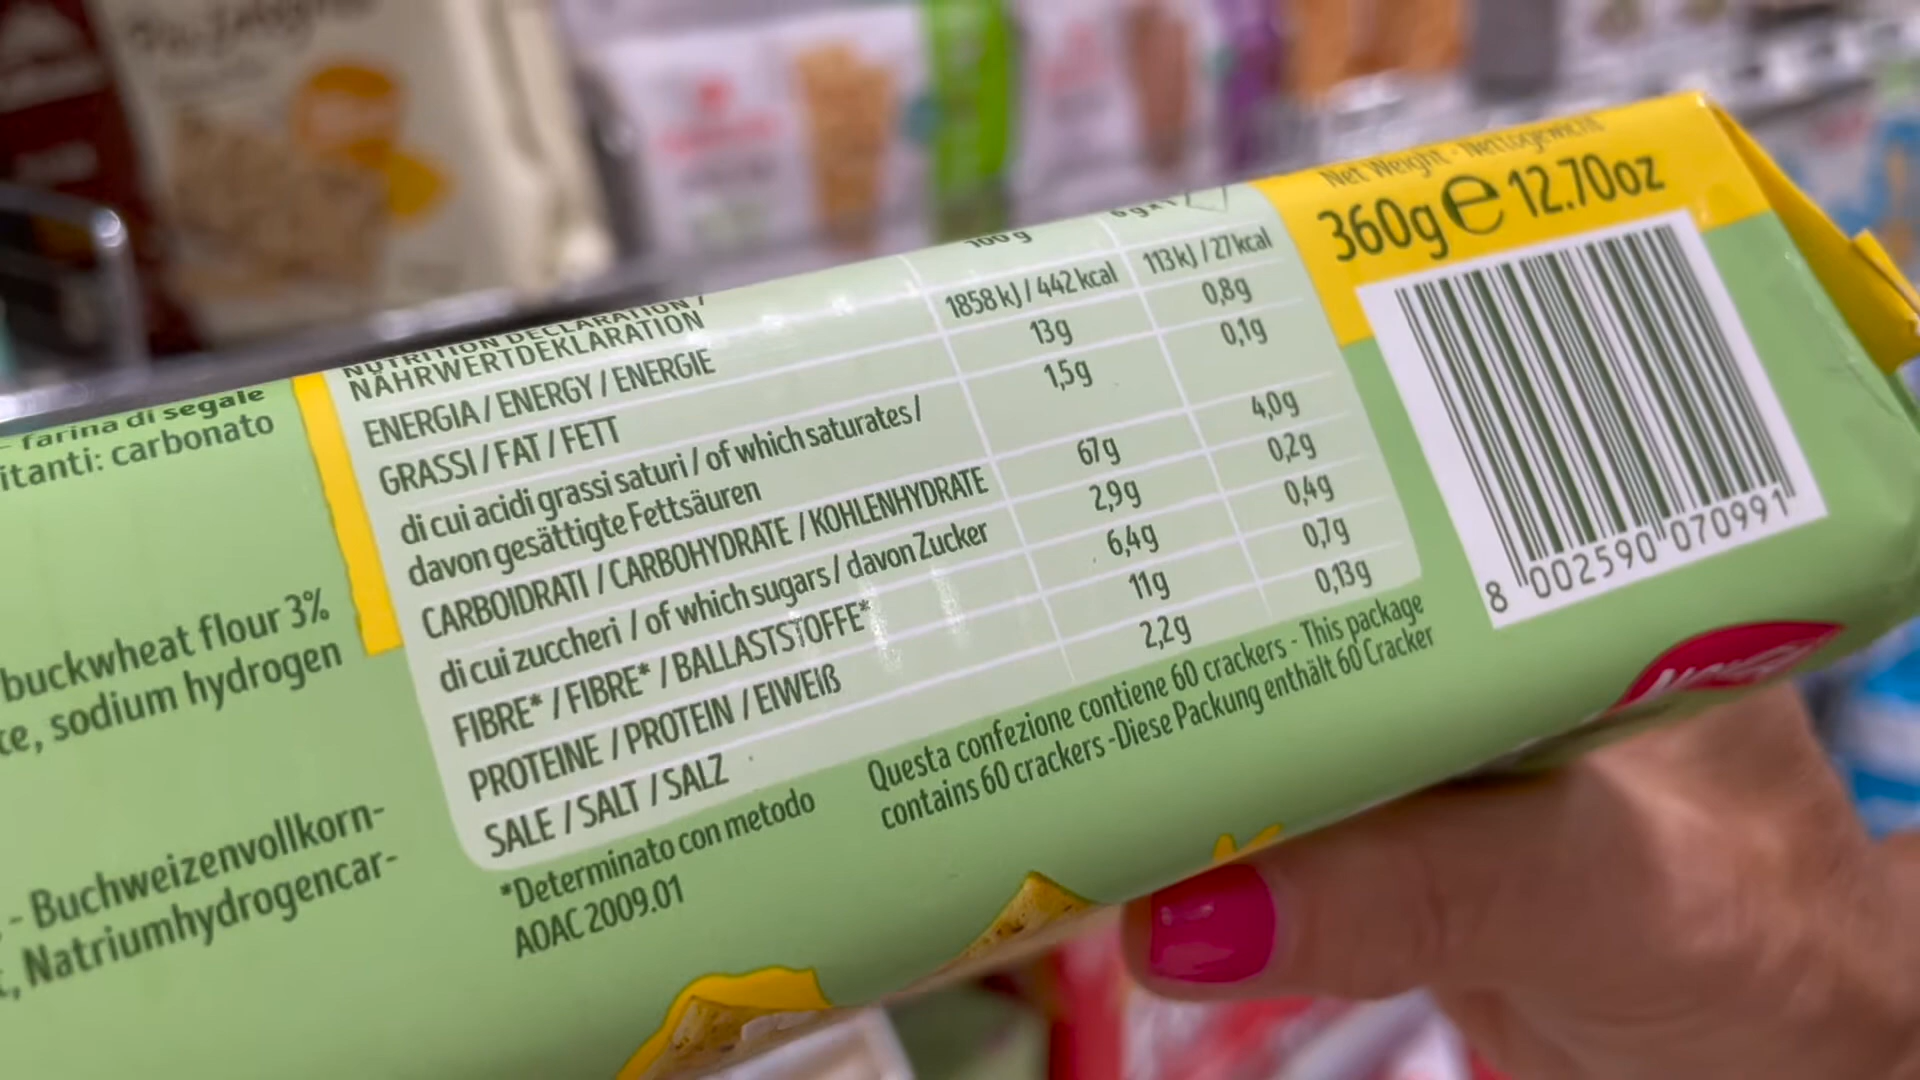 farina di segale
itanti: carbonato
buckwheat flour 3%
te, sodium hydrogen
- Buchweizenvollkorn-
, Natriumhydrogencar-
NUTRITION DECLARATION /
NÄHRWERTDEKLARATION
100 g
ENERGIA / ENERGY / ENERGIE 1858 kJ / 442 kcal 113 kJ / 27 kcal
GRASSI / FAT / FETT 13g 0,8g
di cui acidi grassi saturi / of which saturates / 1,5g 0,1g
davon gesättigte Fettsäuren
CARBOIDRATI / CARBOHYDRATE / KOHLENHYDRATE 67g 4,0g
di cui zuccheri / of which sugars / davon Zucker 2,9g 0,2g
FIBRE* / FIBRE* / BALLASTSTOFFE* 6,4g 0,4g
PROTEINE / PROTEIN / EIWEIß 11g 0,7g
SALE / SALT / SALZ 2,2g 0,13g
*Determinato con metodo
AOAC 2009.01
Questa confezione contiene 60 crackers - This package
contains 60 crackers -Diese Packung enthält 60 Cracker
Net Weight - Nettogewicht
360g e 12.70oz
8 002590 070991